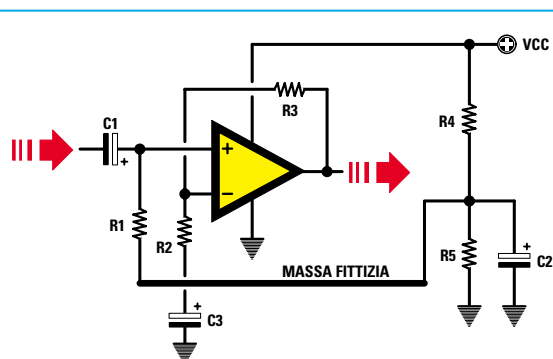 VCC
R3
R4
C1
+
+
−
R1
R2
MASSA FITTIZIA
R5
+
C2
+
C3